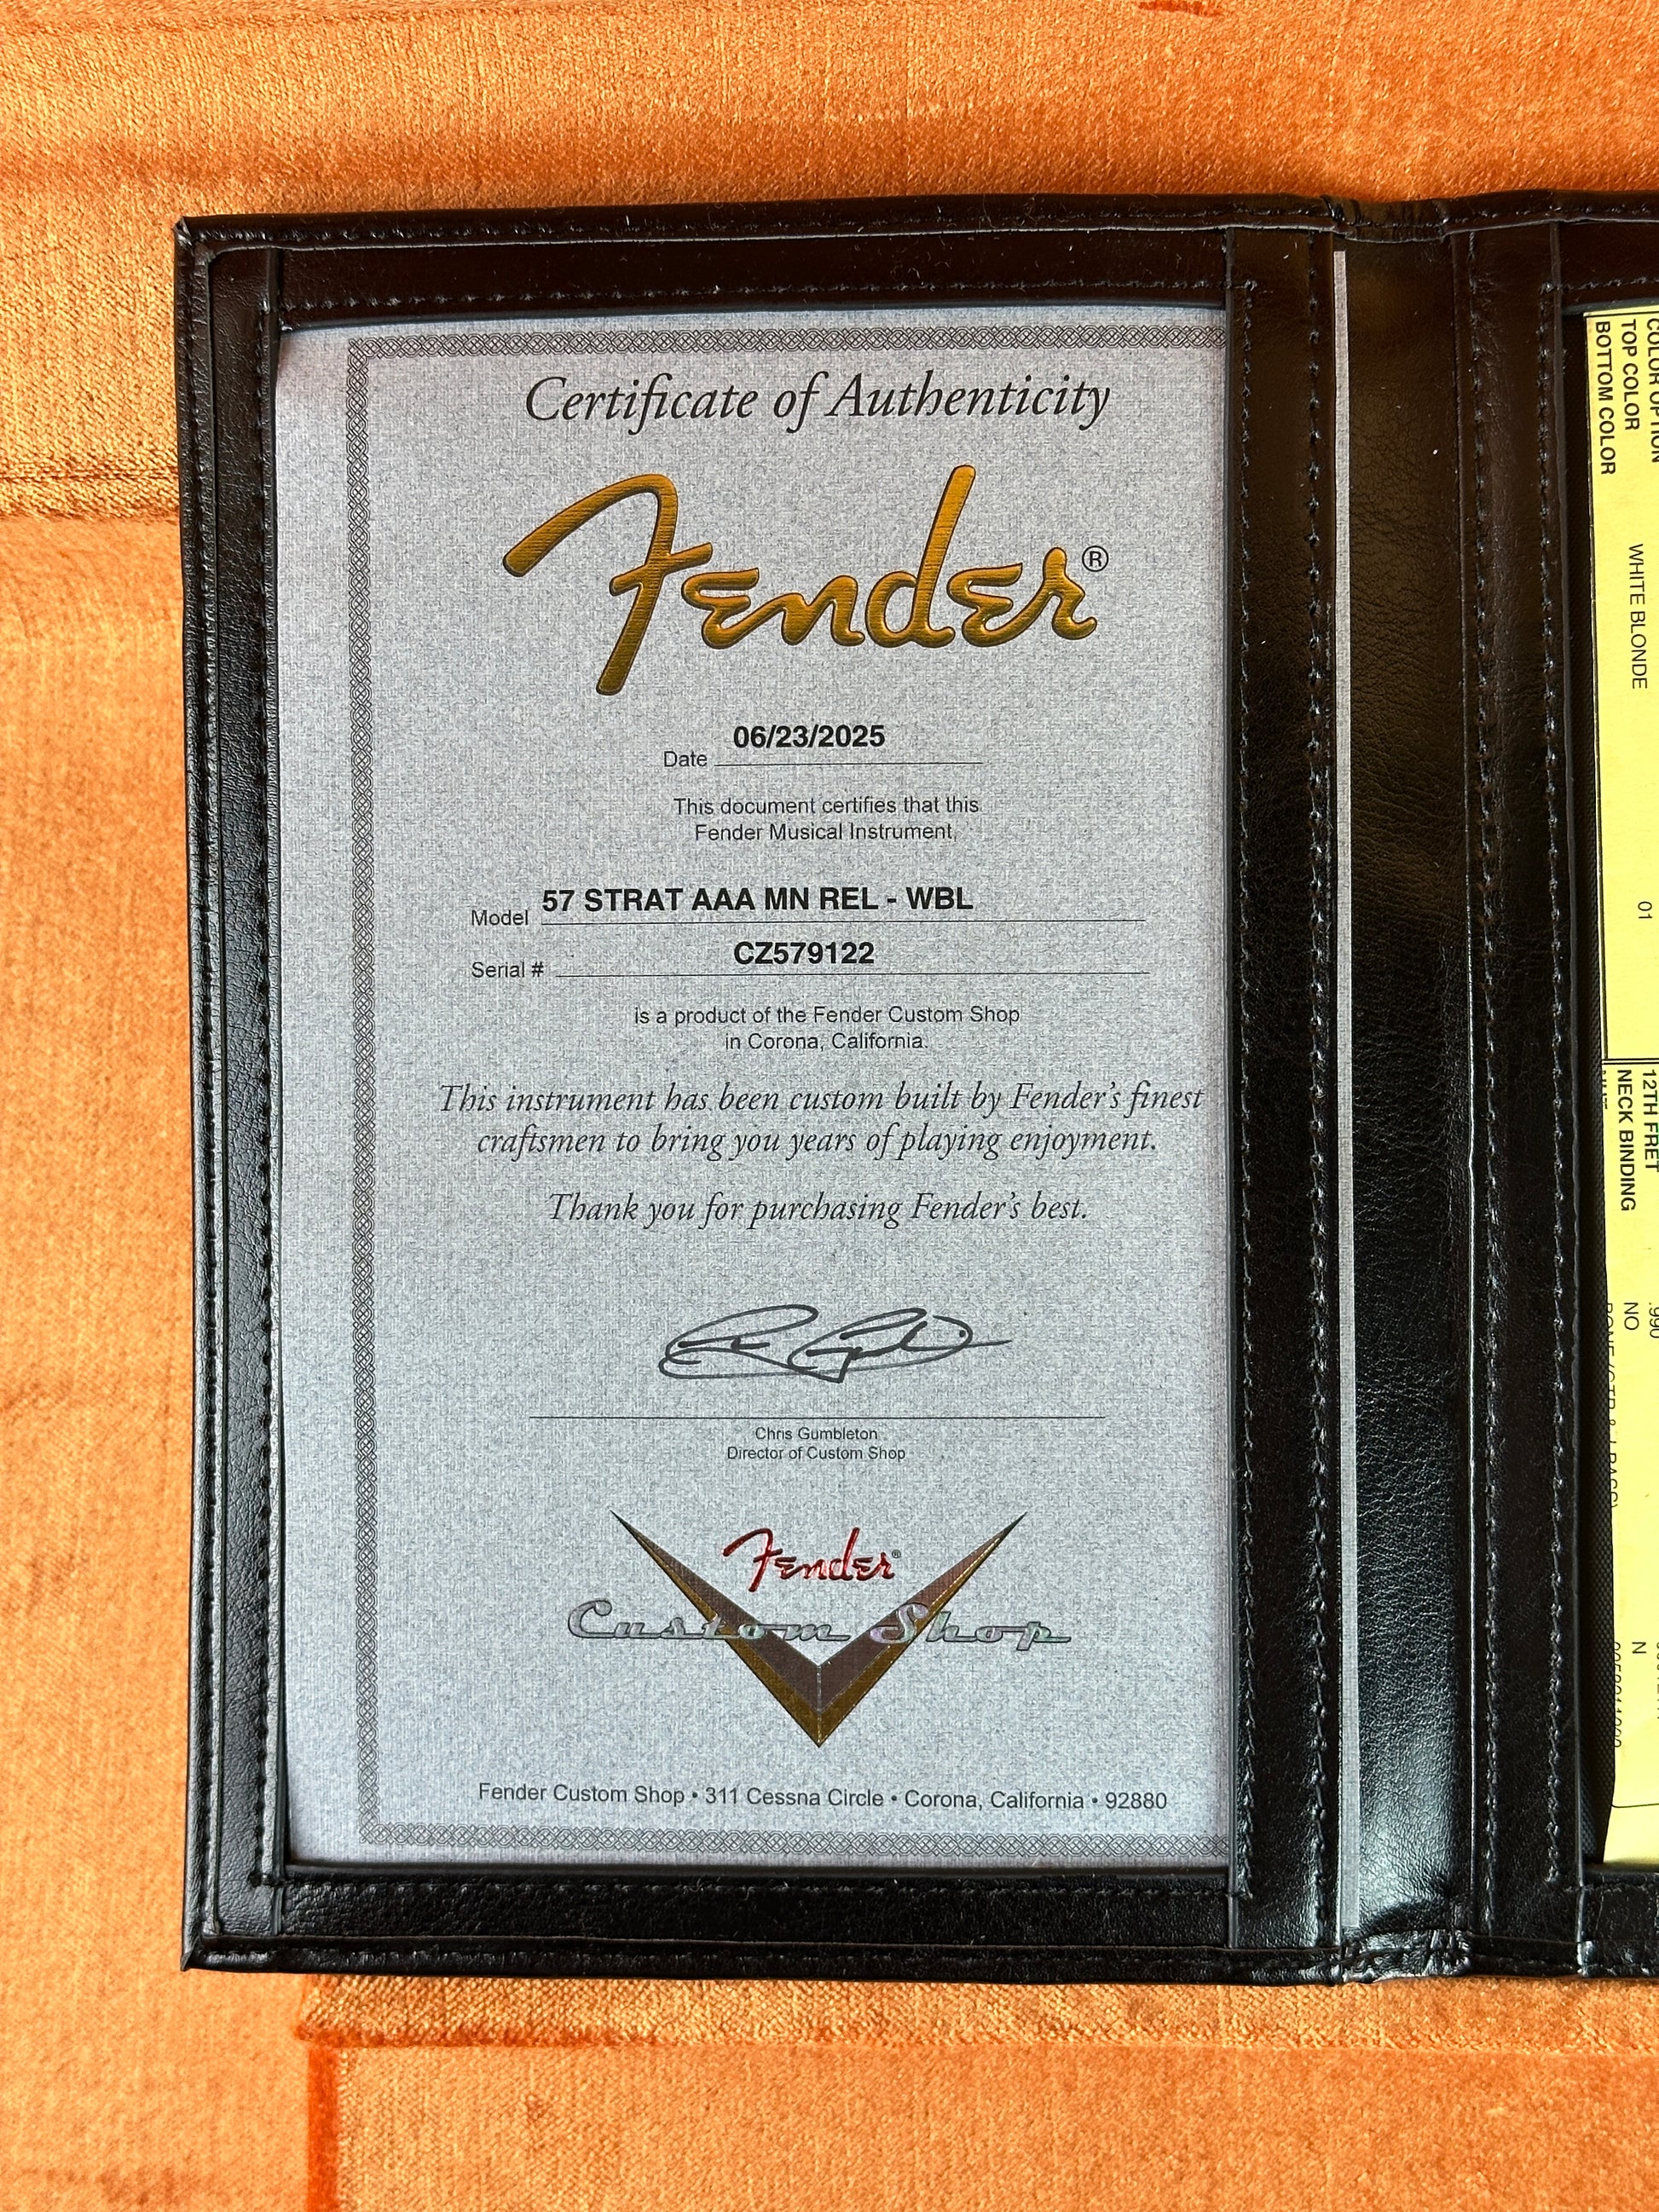 Certificate of Authenticity
Fender®
Date 06/23/2025
This document certifies that this
Fender Musical Instrument,
Model 57 STRAT AAA MN REL - WBL
Serial # CZ579122
is a product of the Fender Custom Shop
in Corona, California.
This instrument has been custom built by Fender's finest
craftsmen to bring you years of playing enjoyment.
Thank you for purchasing Fender's best.
Chris Gumbleton
Director of Custom Shop
Fender®
Custom Shop
Fender Custom Shop • 311 Cessna Circle • Corona, California • 92880
COLOR OPTION
TOP COLOR WHITE BLONDE 01
BOTTOM COLOR
12TH FRET .990
NECK BINDING NO N